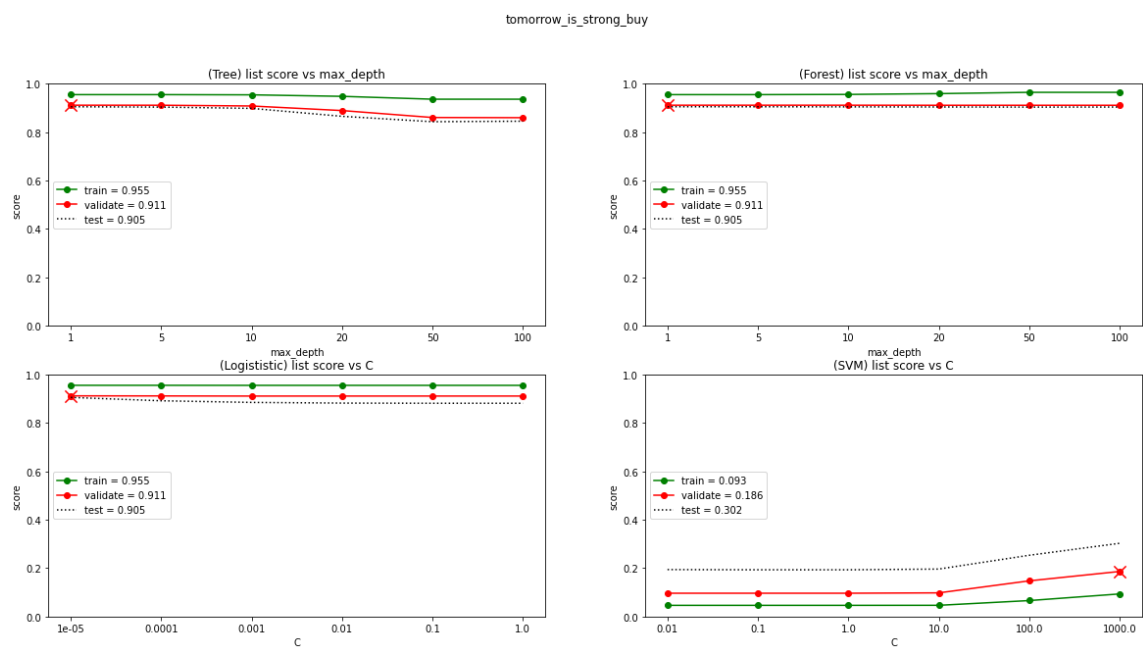 tomorrow_is_strong_buy
(Tree) list score vs max_depth
1.0
0.8
0.6
0.4
0.2
0.0
score
train = 0.955
validate = 0.911
test = 0.905
1 5 10 20 50 100
max_depth
(Forest) list score vs max_depth
1.0
0.8
0.6
0.4
0.2
0.0
score
train = 0.955
validate = 0.911
test = 0.905
1 5 10 20 50 100
max_depth
(Logististic) list score vs C
1.0
0.8
0.6
0.4
0.2
0.0
score
train = 0.955
validate = 0.911
test = 0.905
1e-05 0.0001 0.001 0.01 0.1 1.0
C
(SVM) list score vs C
1.0
0.8
0.6
0.4
0.2
0.0
score
train = 0.093
validate = 0.186
test = 0.302
0.01 0.1 1.0 10.0 100.0 1000.0
C